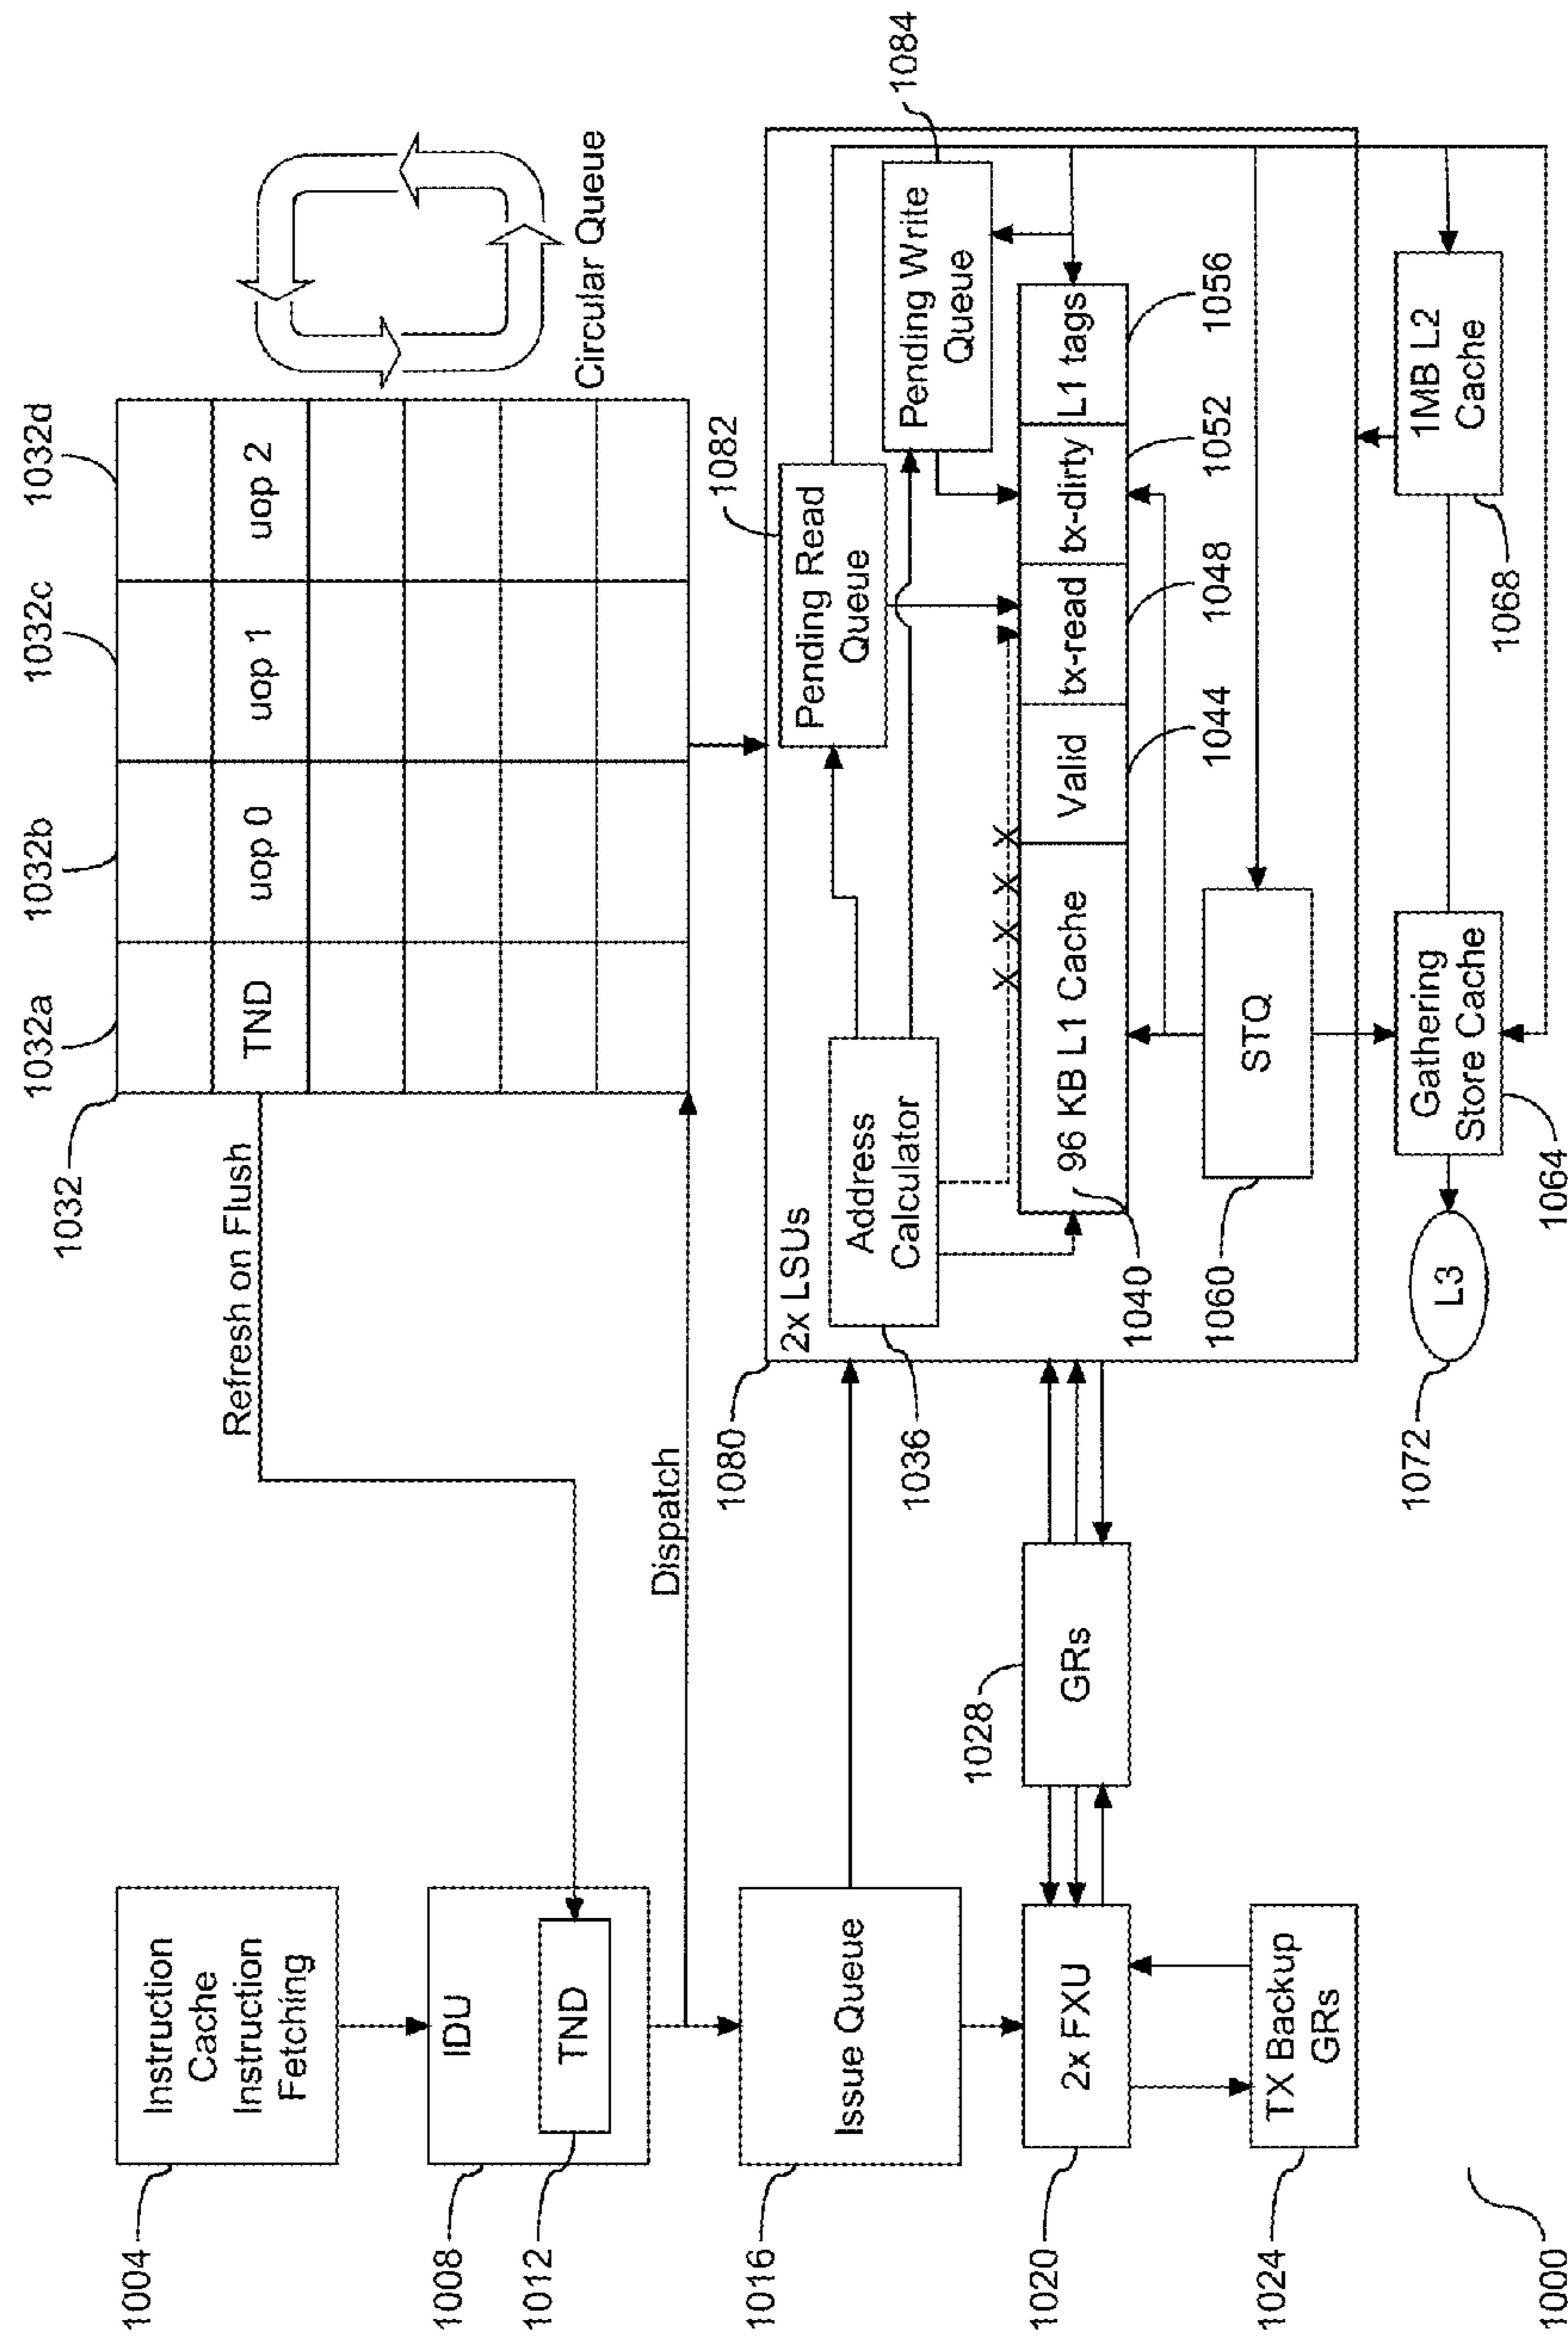 1004
Instruction
Cache
Instruction
Fetching
1008
IDU
1012
TND
1016
Issue Queue
1020
2x FXU
1024
TX Backup
GRs
1000
1028
GRs
Refresh on Flush
Dispatch
1032
1032a
1032b
1032c
1032d
TND
uop 0
uop 1
uop 2
Circular Queue
1080
2x LSUs
1036
Address
Calculator
1082
Pending Read
Queue
1084
Pending Write
Queue
X X X X
1040
96 KB L1 Cache
Valid
tx-read
tx-dirty
L1 tags
1044
1048
1052
1056
1060
STQ
1072
L3
1064
Gathering
Store Cache
1068
1MB L2
Cache